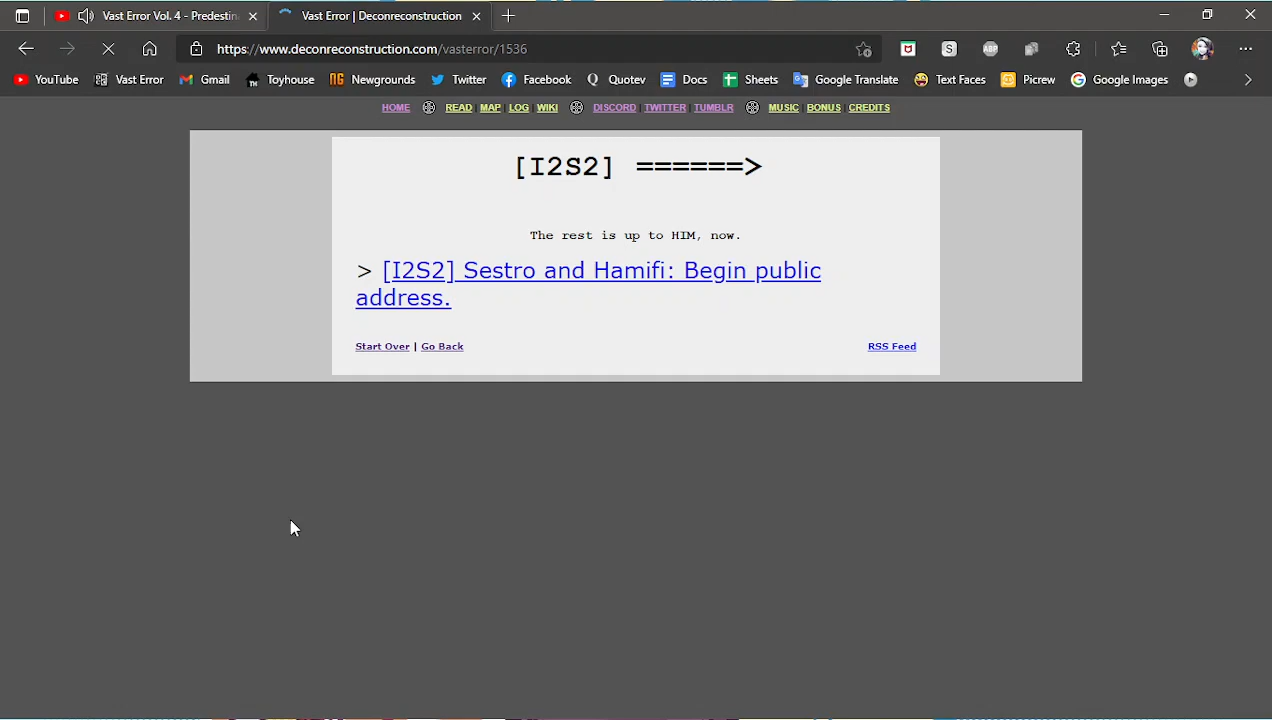 Vast Error Vol. 4 - Predestin
Vast Error | Deconreconstruction
https://www.deconreconstruction.com/vasterror/1536
S
ABP
YouTube
Vast Error
Gmail
TH
Toyhouse
NG
Newgrounds
Twitter
Facebook
Q
Quotev
Docs
Sheets
Google Translate
Text Faces
Picrew
Google Images
HOME
READ | MAP | LOG | WIKI
DISCORD | TWITTER | TUMBLR
MUSIC | BONUS | CREDITS
[I2S2] ======>
The rest is up to HIM, now.
> [I2S2] Sestro and Hamifi: Begin public
address.
Start Over | Go Back
RSS Feed